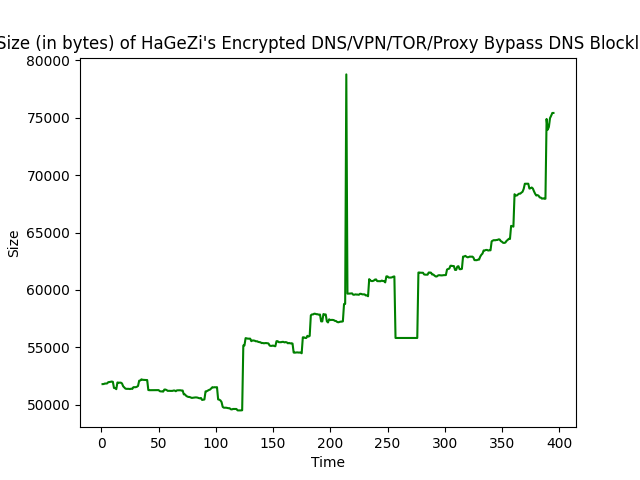 Size (in bytes) of HaGeZi's Encrypted DNS/VPN/TOR/Proxy Bypass DNS Blockl
80000
75000
70000
65000
60000
55000
50000
Size
0 50 100 150 200 250 300 350 400
Time